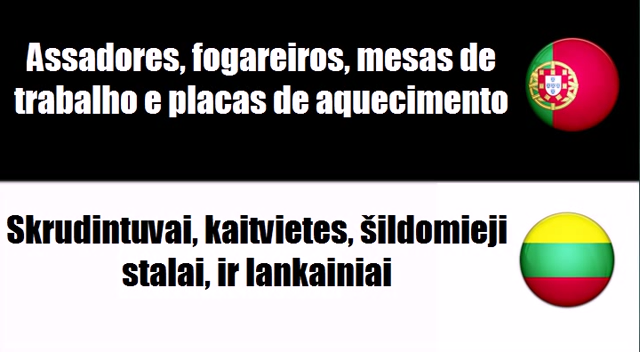 Assadores, fogareiros, mesas de
trabalho e placas de aquecimento
Skrudintuvai, kaitvietes, šildomieji
stalai, ir lankainiai